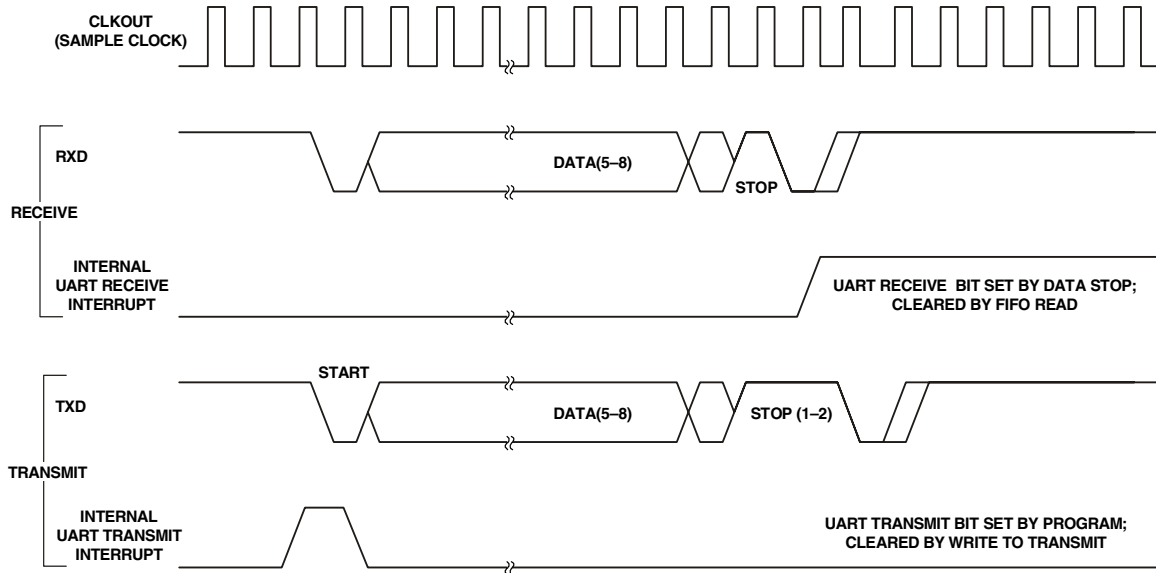 CLKOUT
(SAMPLE CLOCK)
RXD
DATA(5–8)
STOP
RECEIVE
INTERNAL
UART RECEIVE
INTERRUPT
UART RECEIVE BIT SET BY DATA STOP;
CLEARED BY FIFO READ
START
TXD
DATA(5–8)
STOP (1–2)
TRANSMIT
INTERNAL
UART TRANSMIT
INTERRUPT
UART TRANSMIT BIT SET BY PROGRAM;
CLEARED BY WRITE TO TRANSMIT